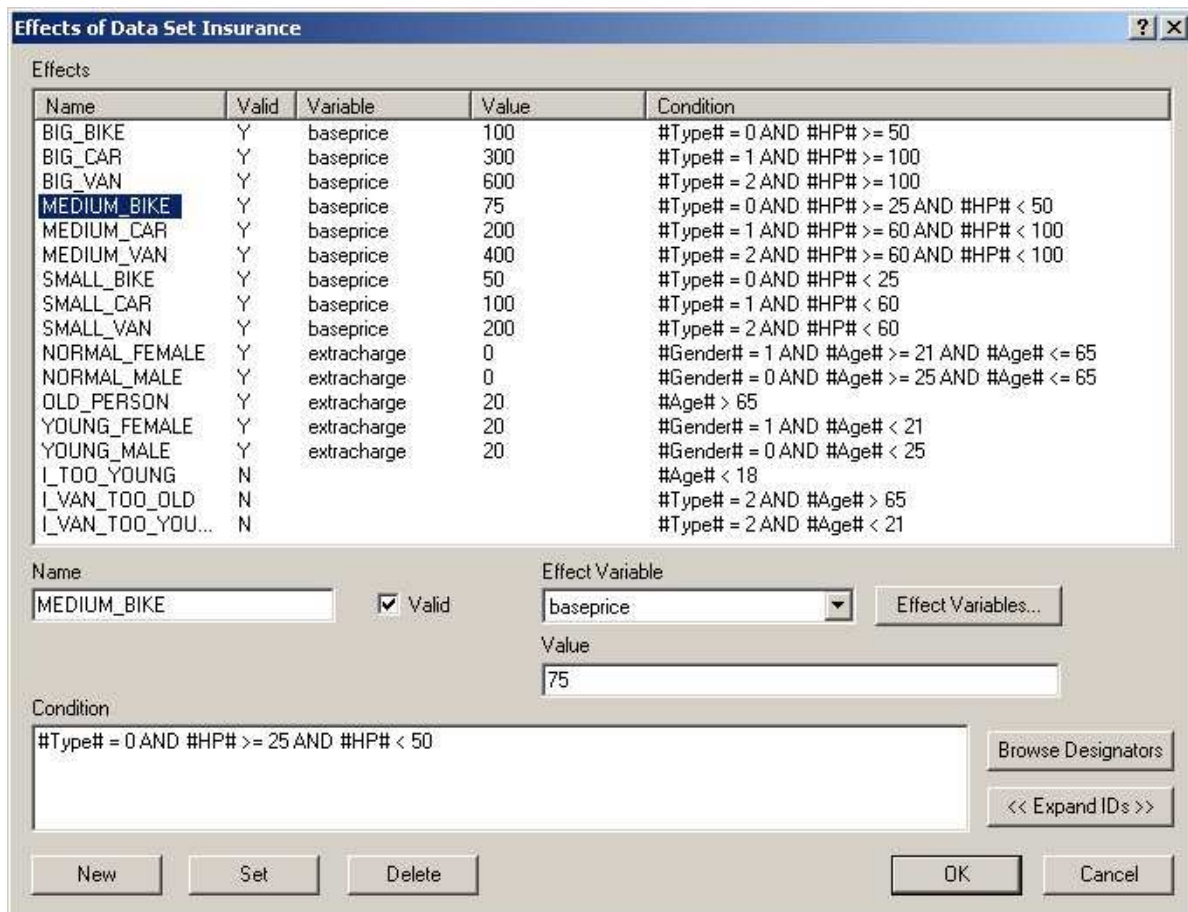 Effects of Data Set Insurance
Effects
Name Valid Variable Value Condition
BIG_BIKE Y baseprice 100 #Type# = 0 AND #HP# >= 50
BIG_CAR Y baseprice 300 #Type# = 1 AND #HP# >= 100
BIG_VAN Y baseprice 600 #Type# = 2 AND #HP# >= 100
MEDIUM_BIKE Y baseprice 75 #Type# = 0 AND #HP# >= 25 AND #HP# < 50
MEDIUM_CAR Y baseprice 200 #Type# = 1 AND #HP# >= 60 AND #HP# < 100
MEDIUM_VAN Y baseprice 400 #Type# = 2 AND #HP# >= 60 AND #HP# < 100
SMALL_BIKE Y baseprice 50 #Type# = 0 AND #HP# < 25
SMALL_CAR Y baseprice 100 #Type# = 1 AND #HP# < 60
SMALL_VAN Y baseprice 200 #Type# = 2 AND #HP# < 60
NORMAL_FEMALE Y extracharge 0 #Gender# = 1 AND #Age# >= 21 AND #Age# <= 65
NORMAL_MALE Y extracharge 0 #Gender# = 0 AND #Age# >= 25 AND #Age# <= 65
OLD_PERSON Y extracharge 20 #Age# > 65
YOUNG_FEMALE Y extracharge 20 #Gender# = 1 AND #Age# < 21
YOUNG_MALE Y extracharge 20 #Gender# = 0 AND #Age# < 25
I_TOO_YOUNG N #Age# < 18
I_VAN_TOO_OLD N #Type# = 2 AND #Age# > 65
I_VAN_TOO_YOU... N #Type# = 2 AND #Age# < 21
Name Effect Variable
MEDIUM_BIKE Valid baseprice Effect Variables...
Value
75
Condition
#Type# = 0 AND #HP# >= 25 AND #HP# < 50
Browse Designators
<< Expand IDs >>
New Set Delete OK Cancel